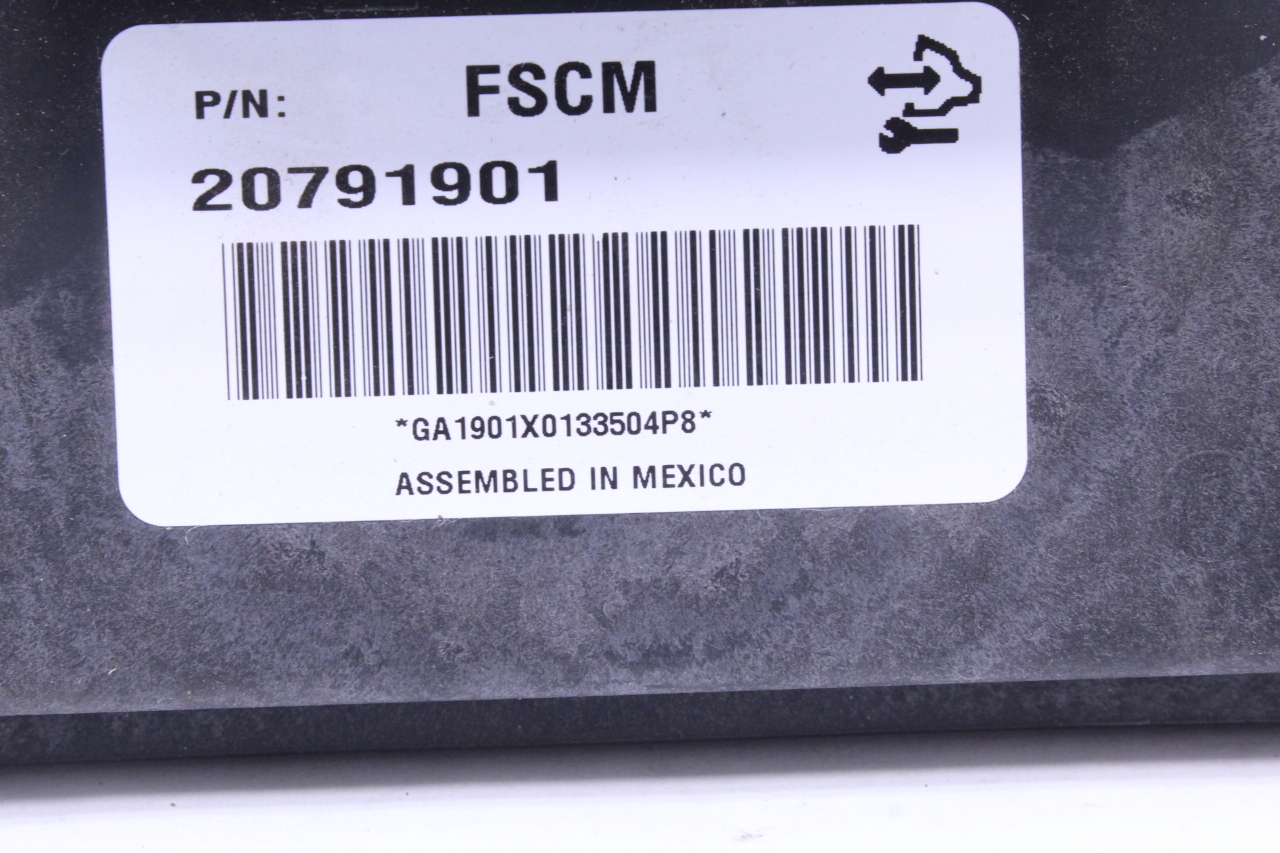 P/N: FSCM
20791901
*GA1901X0133504P8*
ASSEMBLED IN MEXICO